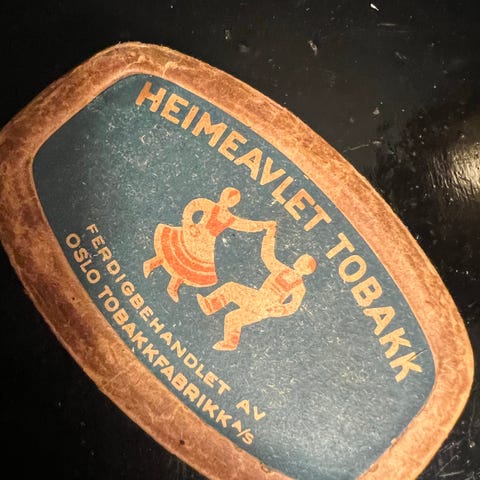 HEIMEAVLET TOBAKK
FERDIGBEHANDLET AV
OSLO TOBAKKFABRIKK A/S